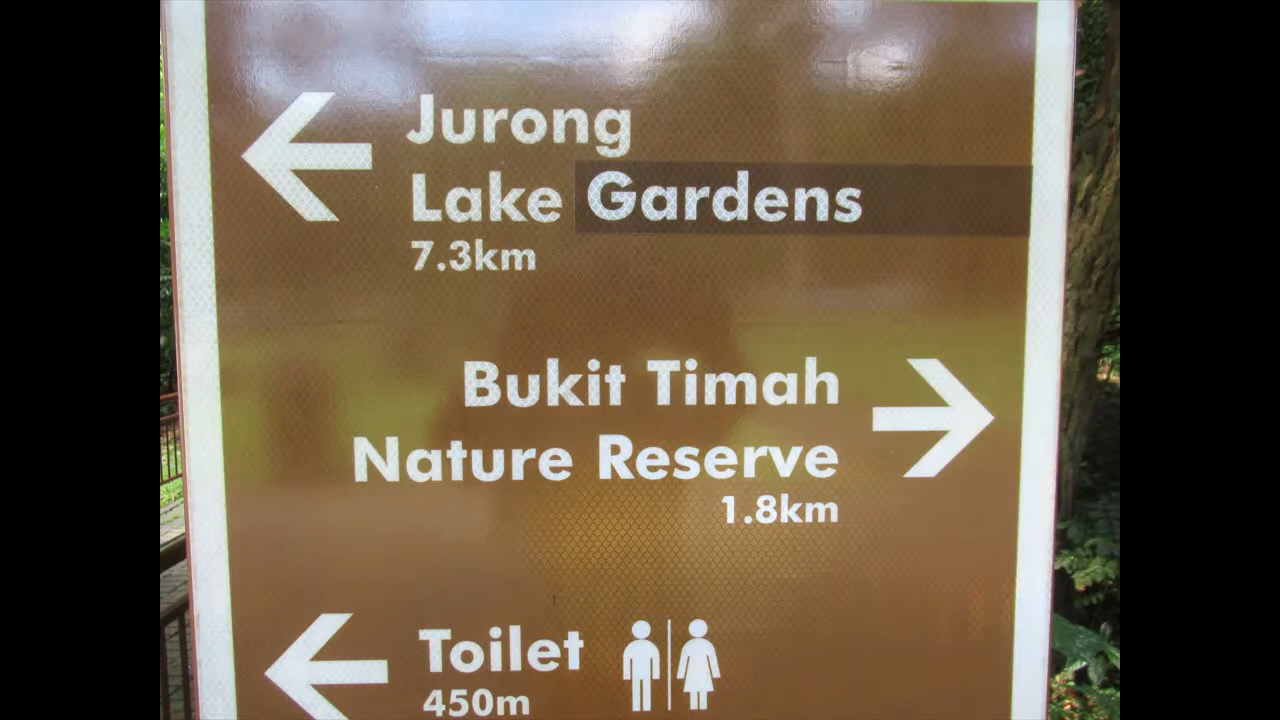 Jurong
Lake Gardens
7.3km
Bukit Timah
Nature Reserve
1.8km
Toilet
450m